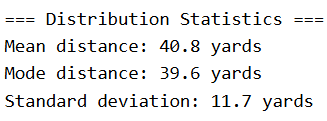 === Distribution Statistics ===
Mean distance: 40.8 yards
Mode distance: 39.6 yards
Standard deviation: 11.7 yards